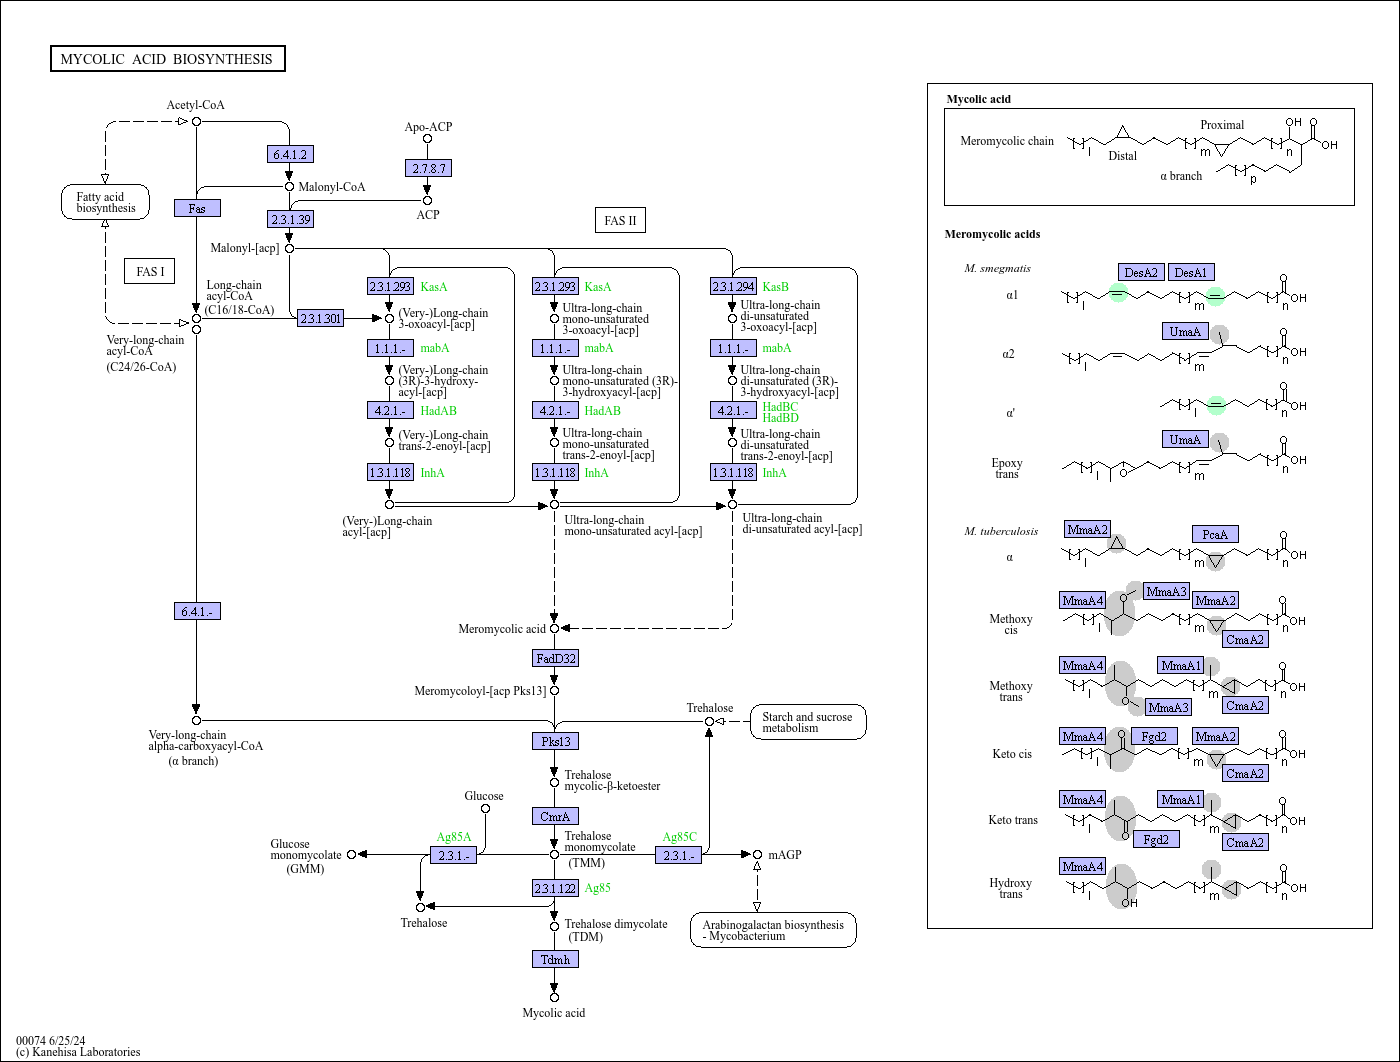 MYCOLIC ACID BIOSYNTHESIS
Acetyl-CoA
6.4.1.2
Malonyl-CoA
Fas
2.3.1.39
Fatty acid
biosynthesis
Apo-ACP
2.7.8.7
ACP
FAS II
Malonyl-[acp]
FAS I
Long-chain
acyl-CoA
(C16/18-CoA)
2.3.1.301
Very-long-chain
acyl-CoA
(C24/26-CoA)
2.3.1.293
KasA
(Very-)Long-chain
3-oxoacyl-[acp]
1.1.1.-
mabA
(Very-)Long-chain
(3R)-3-hydroxy-
acyl-[acp]
4.2.1.-
HadAB
(Very-)Long-chain
trans-2-enoyl-[acp]
1.3.1.118
InhA
(Very-)Long-chain
acyl-[acp]
2.3.1.293
KasA
Ultra-long-chain
mono-unsaturated
3-oxoacyl-[acp]
1.1.1.-
mabA
Ultra-long-chain
mono-unsaturated (3R)-
3-hydroxyacyl-[acp]
4.2.1.-
HadAB
Ultra-long-chain
mono-unsaturated
trans-2-enoyl-[acp]
1.3.1.118
InhA
Ultra-long-chain
mono-unsaturated acyl-[acp]
2.3.1.294
KasB
Ultra-long-chain
di-unsaturated
3-oxoacyl-[acp]
1.1.1.-
mabA
Ultra-long-chain
di-unsaturated (3R)-
3-hydroxyacyl-[acp]
4.2.1.-
HadBC
HadBD
Ultra-long-chain
di-unsaturated
trans-2-enoyl-[acp]
1.3.1.118
InhA
Ultra-long-chain
di-unsaturated acyl-[acp]
6.4.1.-
Meromycolic acid
FadD32
Meromycoloyl-[acp Pks13]
Very-long-chain
alpha-carboxyacyl-CoA
(α branch)
Trehalose
Starch and sucrose
metabolism
Pks13
Trehalose
mycolic-β-ketoester
Glucose
CmrA
Ag85A
2.3.1.-
Glucose
monomycolate
(GMM)
Trehalose
monomycolate
(TMM)
Ag85C
2.3.1.-
mAGP
2.3.1.122
Ag85
Trehalose
Trehalose dimycolate
(TDM)
Arabinogalactan biosynthesis
- Mycobacterium
Tdmh
Mycolic acid
00074 6/25/24
(c) Kanehisa Laboratories
Mycolic acid
Meromycolic chain
l
Distal
m
Proximal
n
OH
O
OH
α branch
p
Meromycolic acids
M. smegmatis
DesA2
DesA1
α1
l
m
n
O
OH
UmaA
α2
l
m
n
O
OH
α'
l
n
O
OH
UmaA
Epoxy
trans
l
O
m
n
O
OH
M. tuberculosis
MmaA2
PcaA
α
l
m
n
O
OH
MmaA4
MmaA3
MmaA2
Methoxy
cis
l
O
m
n
O
OH
CmaA2
MmaA4
MmaA1
Methoxy
trans
l
O
m
n
O
OH
MmaA3
CmaA2
MmaA4
Fgd2
MmaA2
Keto cis
l
O
m
n
O
OH
CmaA2
MmaA4
MmaA1
Keto trans
l
O
m
n
O
OH
Fgd2
CmaA2
MmaA4
Hydroxy
trans
l
OH
m
n
O
OH